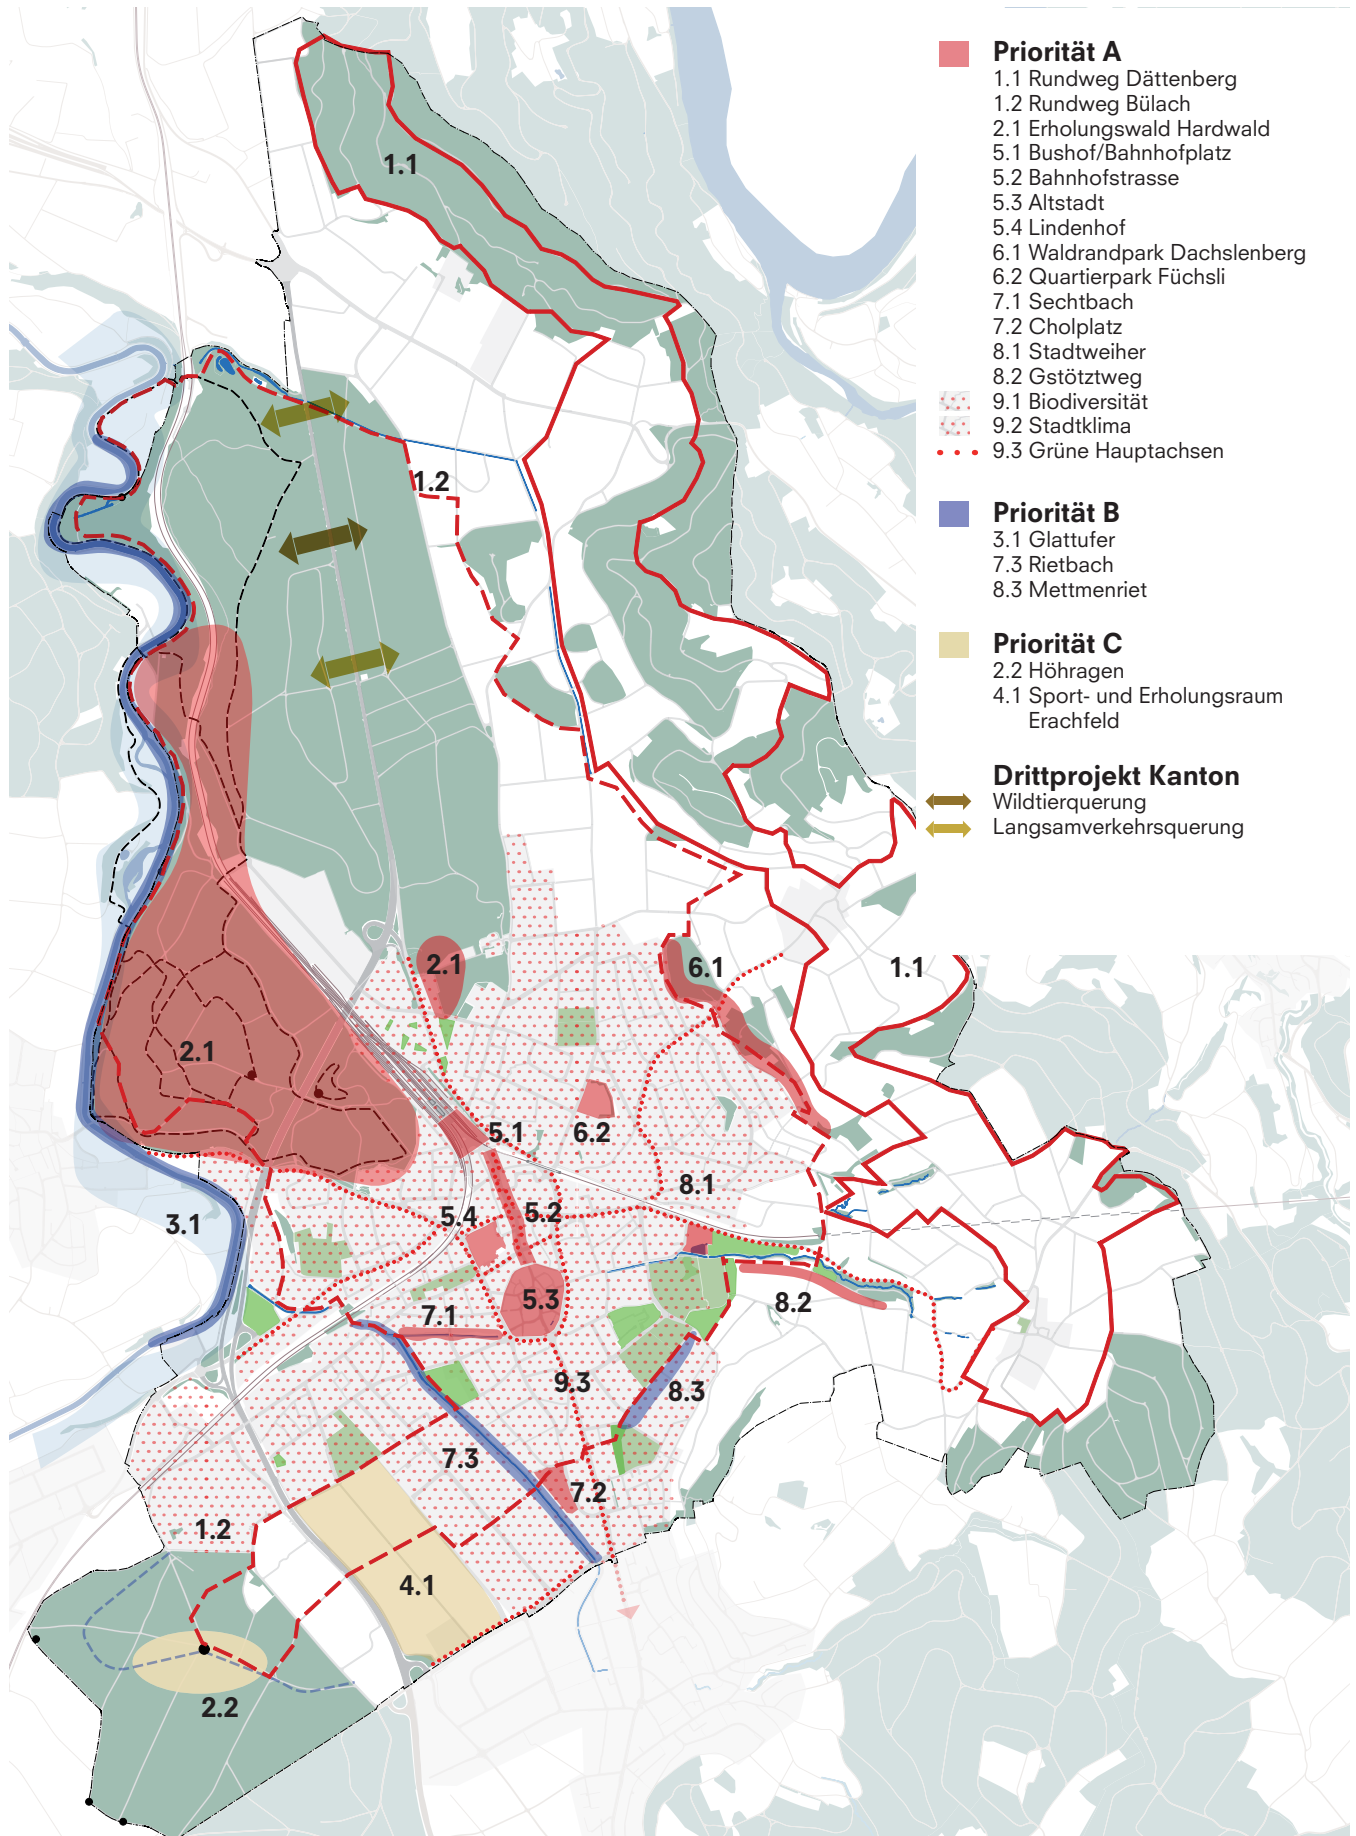 Priorität A
1.1 Rundweg Dättenberg
1.2 Rundweg Bülach
2.1 Erholungswald Hardwald
5.1 Bushof/Bahnhofplatz
5.2 Bahnhofstrasse
5.3 Altstadt
5.4 Lindenhof
6.1 Waldrandpark Dachslenberg
6.2 Quartierpark Füchsli
7.1 Sechtbach
7.2 Cholplatz
8.1 Stadtweiher
8.2 Gstötztweg
9.1 Biodiversität
9.2 Stadtklima
9.3 Grüne Hauptachsen
Priorität B
3.1 Glattufer
7.3 Rietbach
8.3 Mettmenriet
Priorität C
2.2 Höhragen
4.1 Sport- und Erholungsraum
Erachfeld
Drittprojekt Kanton
Wildtierquerung
Langsamverkehrsquerung
1.1
1.2
2.1
6.1
1.1
2.1
5.1
6.2
8.1
5.4
5.2
3.1
5.3
8.2
7.1
9.3
8.3
7.3
7.2
1.2
4.1
2.2